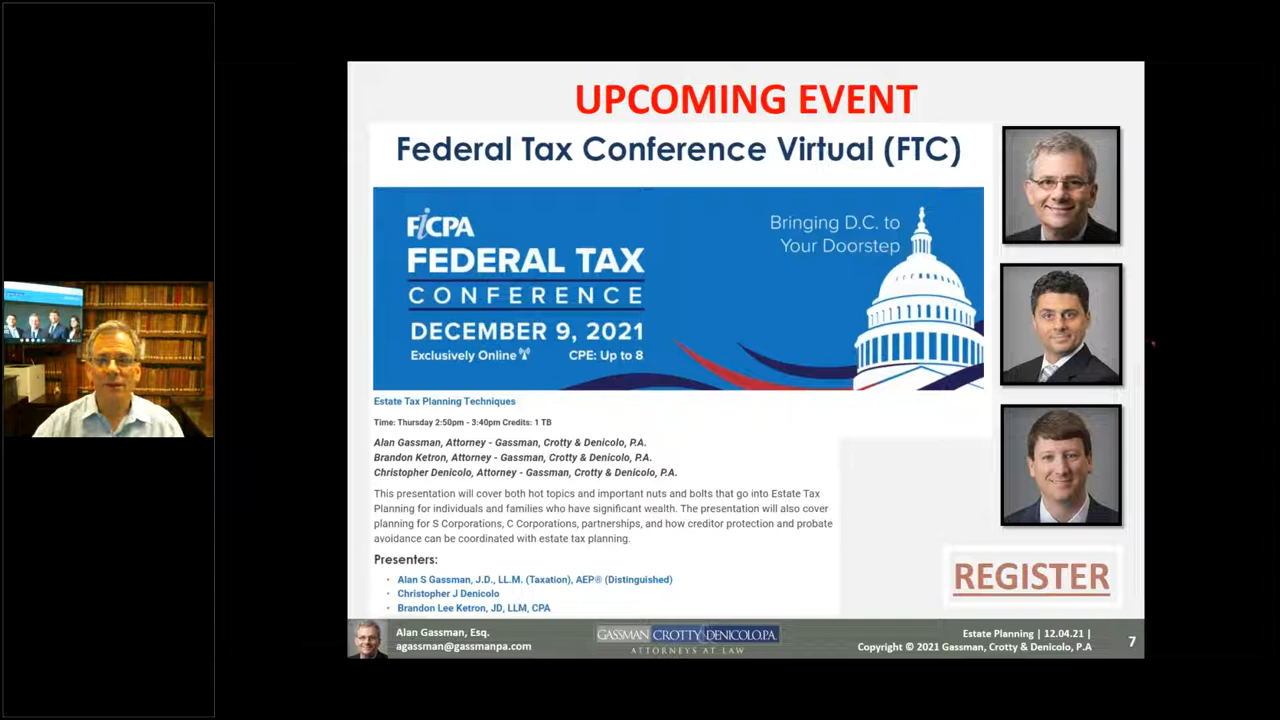 UPCOMING EVENT
Federal Tax Conference Virtual (FTC)
FiCPA
FEDERAL TAX
CONFERENCE
DECEMBER 9, 2021
Exclusively Online
CPE: Up to 8
Bringing D.C. to
Your Doorstep
Estate Tax Planning Techniques
Time: Thursday 2:50pm - 3:40pm Credits: 1 TB
Alan Gassman, Attorney - Gassman, Crotty & Denicolo, P.A.
Brandon Ketron, Attorney - Gassman, Crotty & Denicolo, P.A.
Christopher Denicolo, Attorney - Gassman, Crotty & Denicolo, P.A.
This presentation will cover both hot topics and important nuts and bolts that go into Estate Tax
Planning for individuals and families who have significant wealth. The presentation will also cover
planning for S Corporations, C Corporations, partnerships, and how creditor protection and probate
avoidance can be coordinated with estate tax planning.
Presenters:
• Alan S Gassman, J.D., LL.M. (Taxation), AEP® (Distinguished)
• Christopher J Denicolo
• Brandon Lee Ketron, JD, LLM, CPA
REGISTER
Alan Gassman, Esq.
agassman@gassmanpa.com
GASSMAN CROTTY DENICOLO, P.A.
ATTORNEYS AT LAW
Estate Planning | 12.04.21 |
Copyright © 2021 Gassman, Crotty & Denicolo, P.A
7